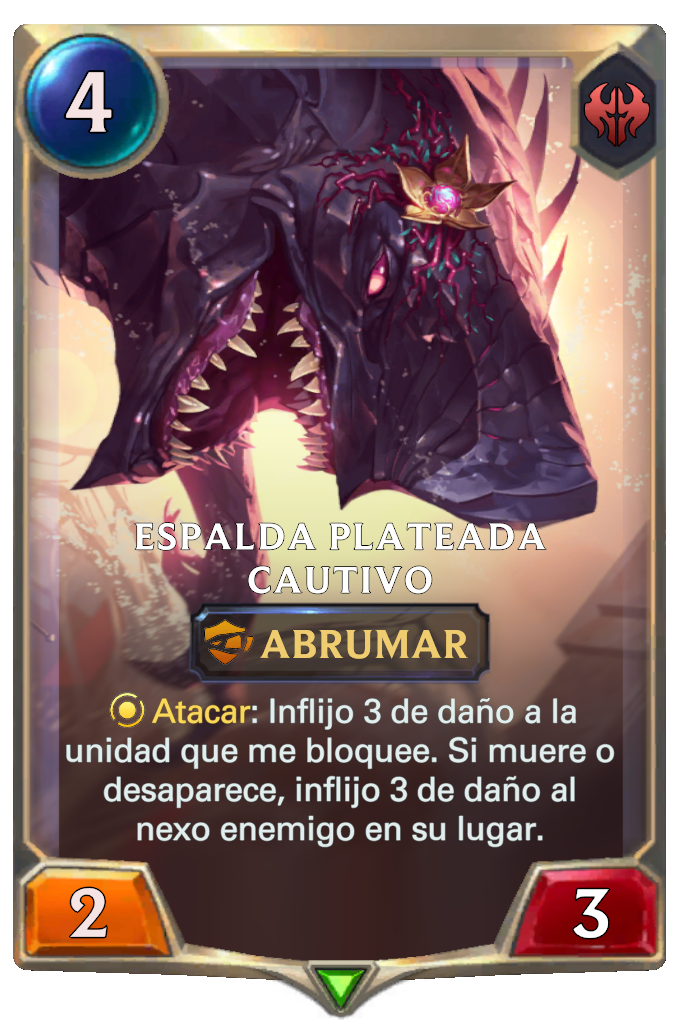 4
ESPALDA PLATEADA
CAUTIVO
ABRUMAR
Atacar: Inflijo 3 de daño a la
unidad que me bloquee. Si muere o
desaparece, inflijo 3 de daño al
nexo enemigo en su lugar.
2
3